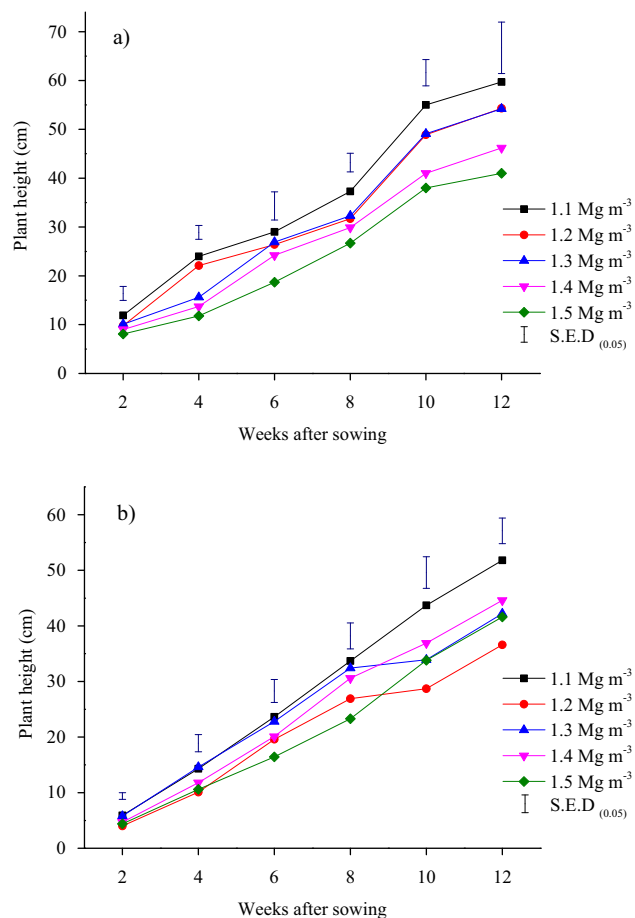 a)
70
60
50
40
30
20
10
0
Plant height (cm)
2 4 6 8 10 12
Weeks after sowing
1.1 Mg m⁻³
1.2 Mg m⁻³
1.3 Mg m⁻³
1.4 Mg m⁻³
1.5 Mg m⁻³
S.E.D (0.05)
b)
60
50
40
30
20
10
0
Plant height (cm)
2 4 6 8 10 12
Weeks after sowing
1.1 Mg m⁻³
1.2 Mg m⁻³
1.3 Mg m⁻³
1.4 Mg m⁻³
1.5 Mg m⁻³
S.E.D (0.05)